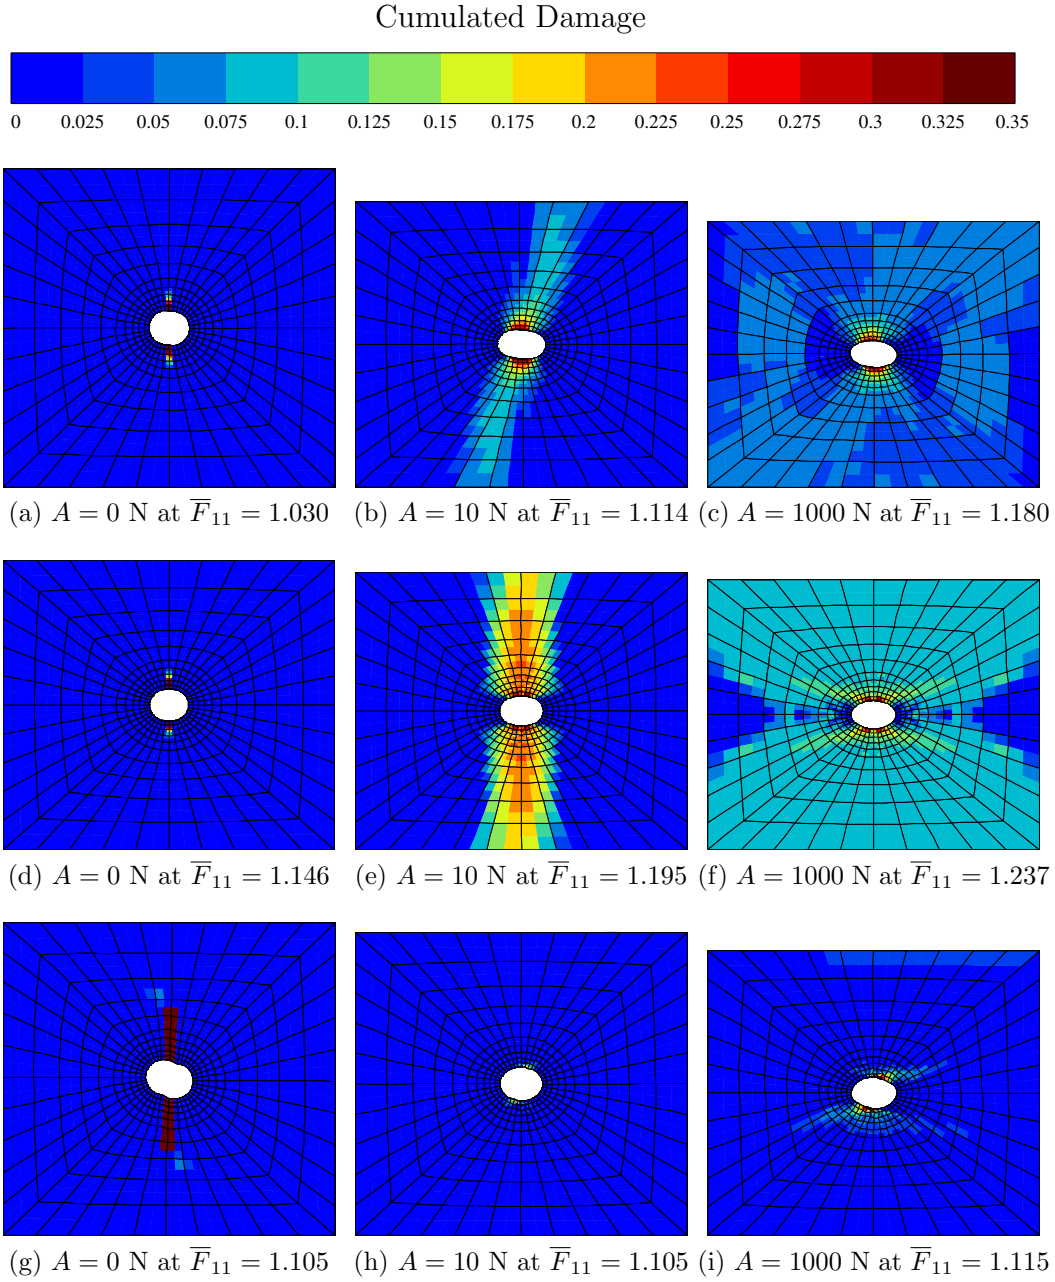 Cumulated Damage
0 0.025 0.05 0.075 0.1 0.125 0.15 0.175 0.2 0.225 0.25 0.275 0.3 0.325 0.35
(a) A = 0 N at F̅₁₁ = 1.030 (b) A = 10 N at F̅₁₁ = 1.114 (c) A = 1000 N at F̅₁₁ = 1.180
(d) A = 0 N at F̅₁₁ = 1.146 (e) A = 10 N at F̅₁₁ = 1.195 (f) A = 1000 N at F̅₁₁ = 1.237
(g) A = 0 N at F̅₁₁ = 1.105 (h) A = 10 N at F̅₁₁ = 1.105 (i) A = 1000 N at F̅₁₁ = 1.115